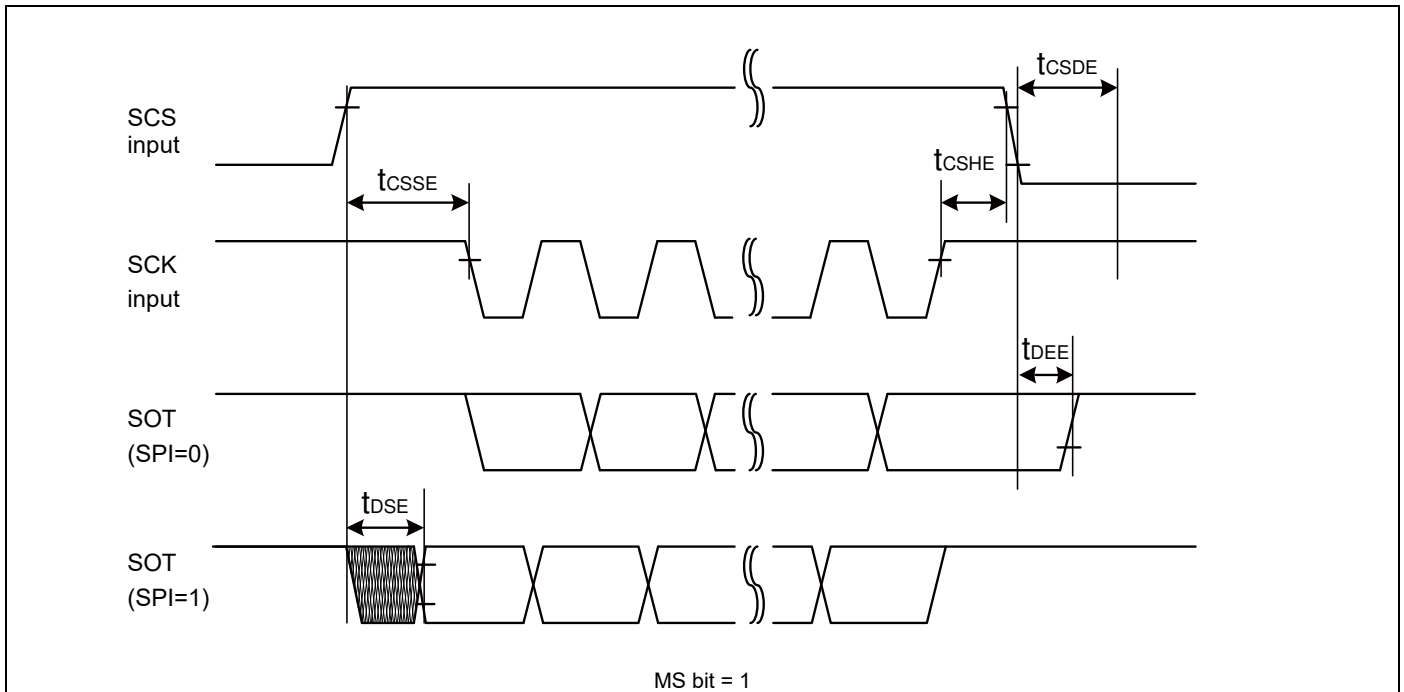 tCSDE
SCS
input
tCSHE
tCSSE
SCK
input
tDEE
SOT
(SPI=0)
tDSE
SOT
(SPI=1)
MS bit = 1